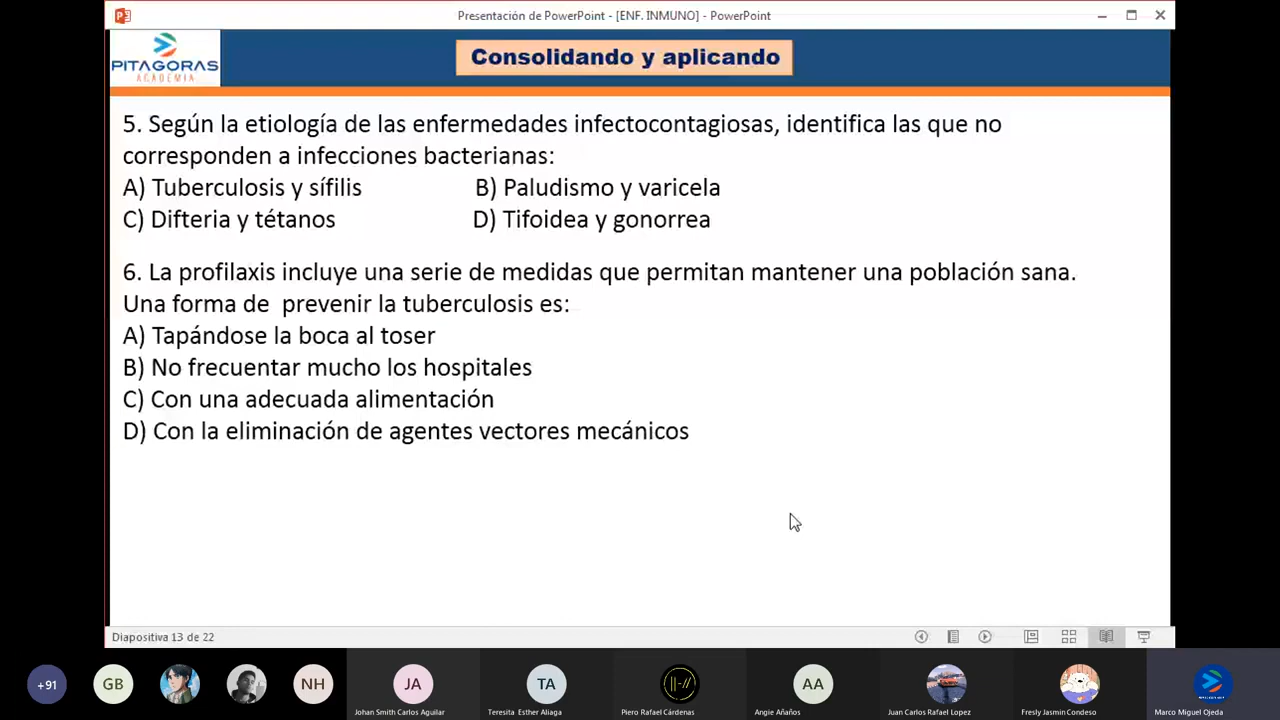 Presentación de PowerPoint - [ENF. INMUNO] - PowerPoint
PITAGORAS
ACADEMIA
Consolidando y aplicando
5. Según la etiología de las enfermedades infectocontagiosas, identifica las que no
corresponden a infecciones bacterianas:
A) Tuberculosis y sífilis B) Paludismo y varicela
C) Difteria y tétanos D) Tifoidea y gonorrea
6. La profilaxis incluye una serie de medidas que permitan mantener una población sana.
Una forma de  prevenir la tuberculosis es:
A) Tapándose la boca al toser
B) No frecuentar mucho los hospitales
C) Con una adecuada alimentación
D) Con la eliminación de agentes vectores mecánicos
Diapositiva 13 de 22
+91 GB NH JA TA AA
Johan Smith Carlos Aguilar Teresita Esther Aliaga Piero Rafael Cárdenas Angie Añaños Juan Carlos Rafael Lopez Fresly Jasmin Condeso Marco Miguel Ojeda